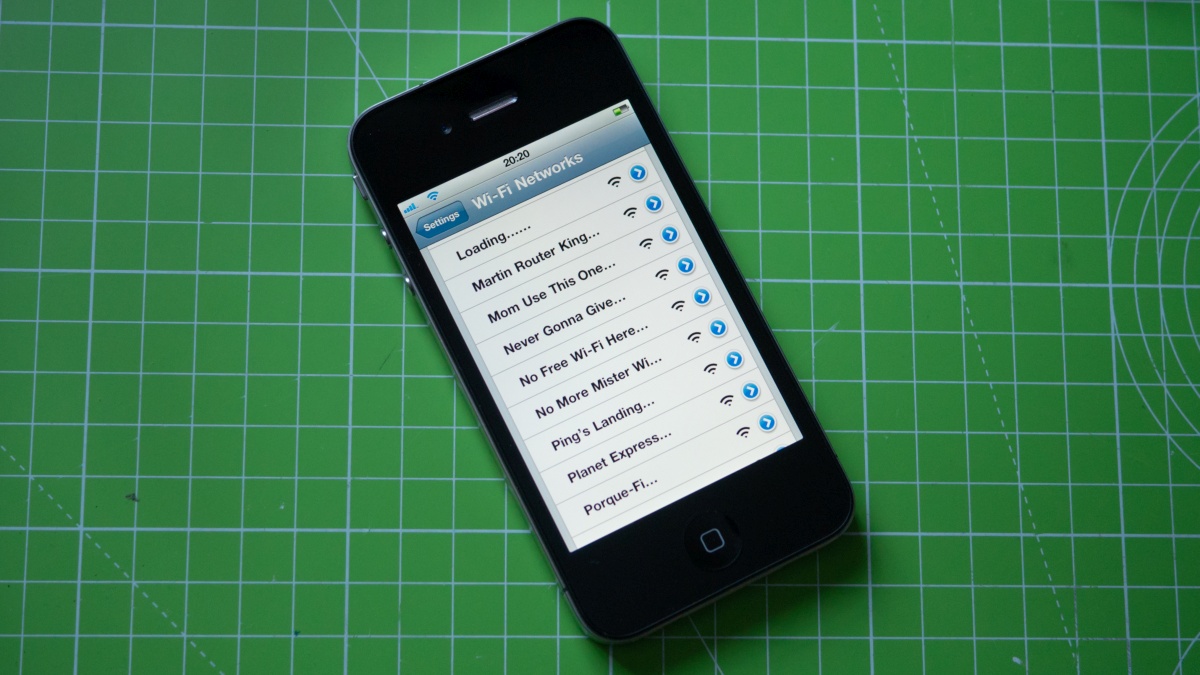 20:20
Settings
Wi-Fi Networks
Loading......
Martin Router King...
Mom Use This One...
Never Gonna Give...
No Free Wi-Fi Here...
No More Mister Wi...
Ping's Landing...
Planet Express...
Porque-Fi...